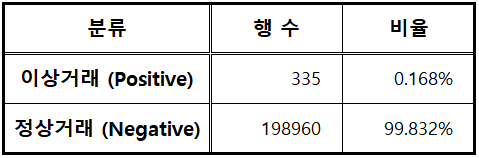 분류 행 수 비율
이상거래 (Positive) 335 0.168%
정상거래 (Negative) 198960 99.832%